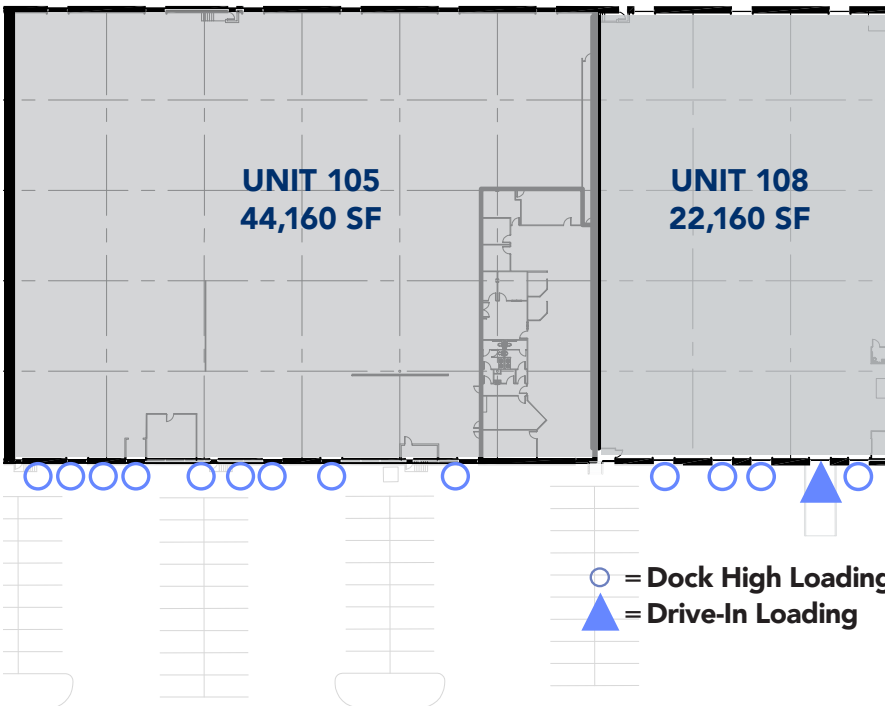 UNIT 105
44,160 SF
UNIT 108
22,160 SF
= Dock High Loading
= Drive-In Loading